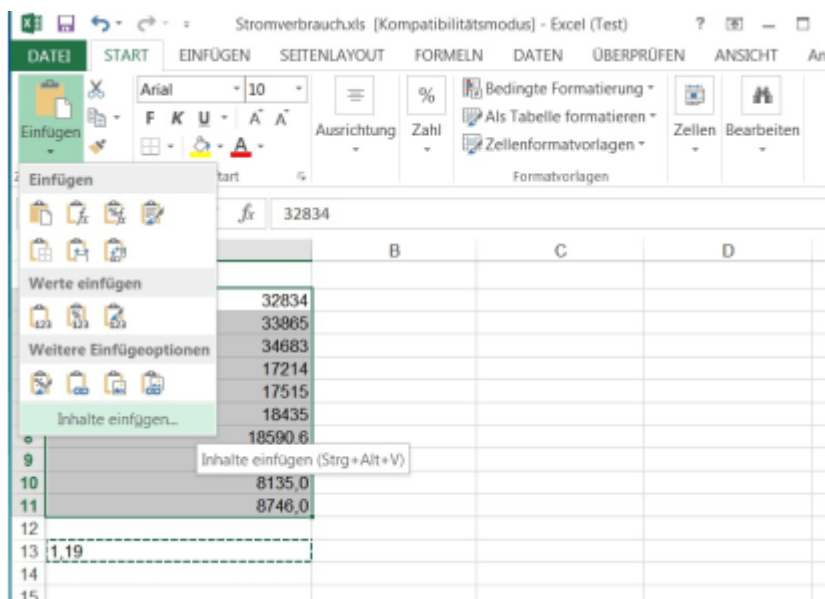 Stromverbrauch.xls [Kompatibilitätsmodus] - Excel (Test) ?
DATEI START EINFÜGEN SEITENLAYOUT FORMELN DATEN ÜBERPRÜFEN ANSICHT
Arial 10
Einfügen F K U A A Ausrichtung % Zahl
Bedingte Formatierung
Als Tabelle formatieren
Zellenformatvorlagen
Zellen Bearbeiten
Formatvorlagen
Einfügen
fx 32834
B C D
Werte einfügen
Weitere Einfügeoptionen
Inhalte einfügen...
32834
33865
34683
17214
17515
18435
8 18590.6
Inhalte einfügen (Strg+Alt+V)
9
10 8135,0
11 8746,0
12
13 1,19
14
15